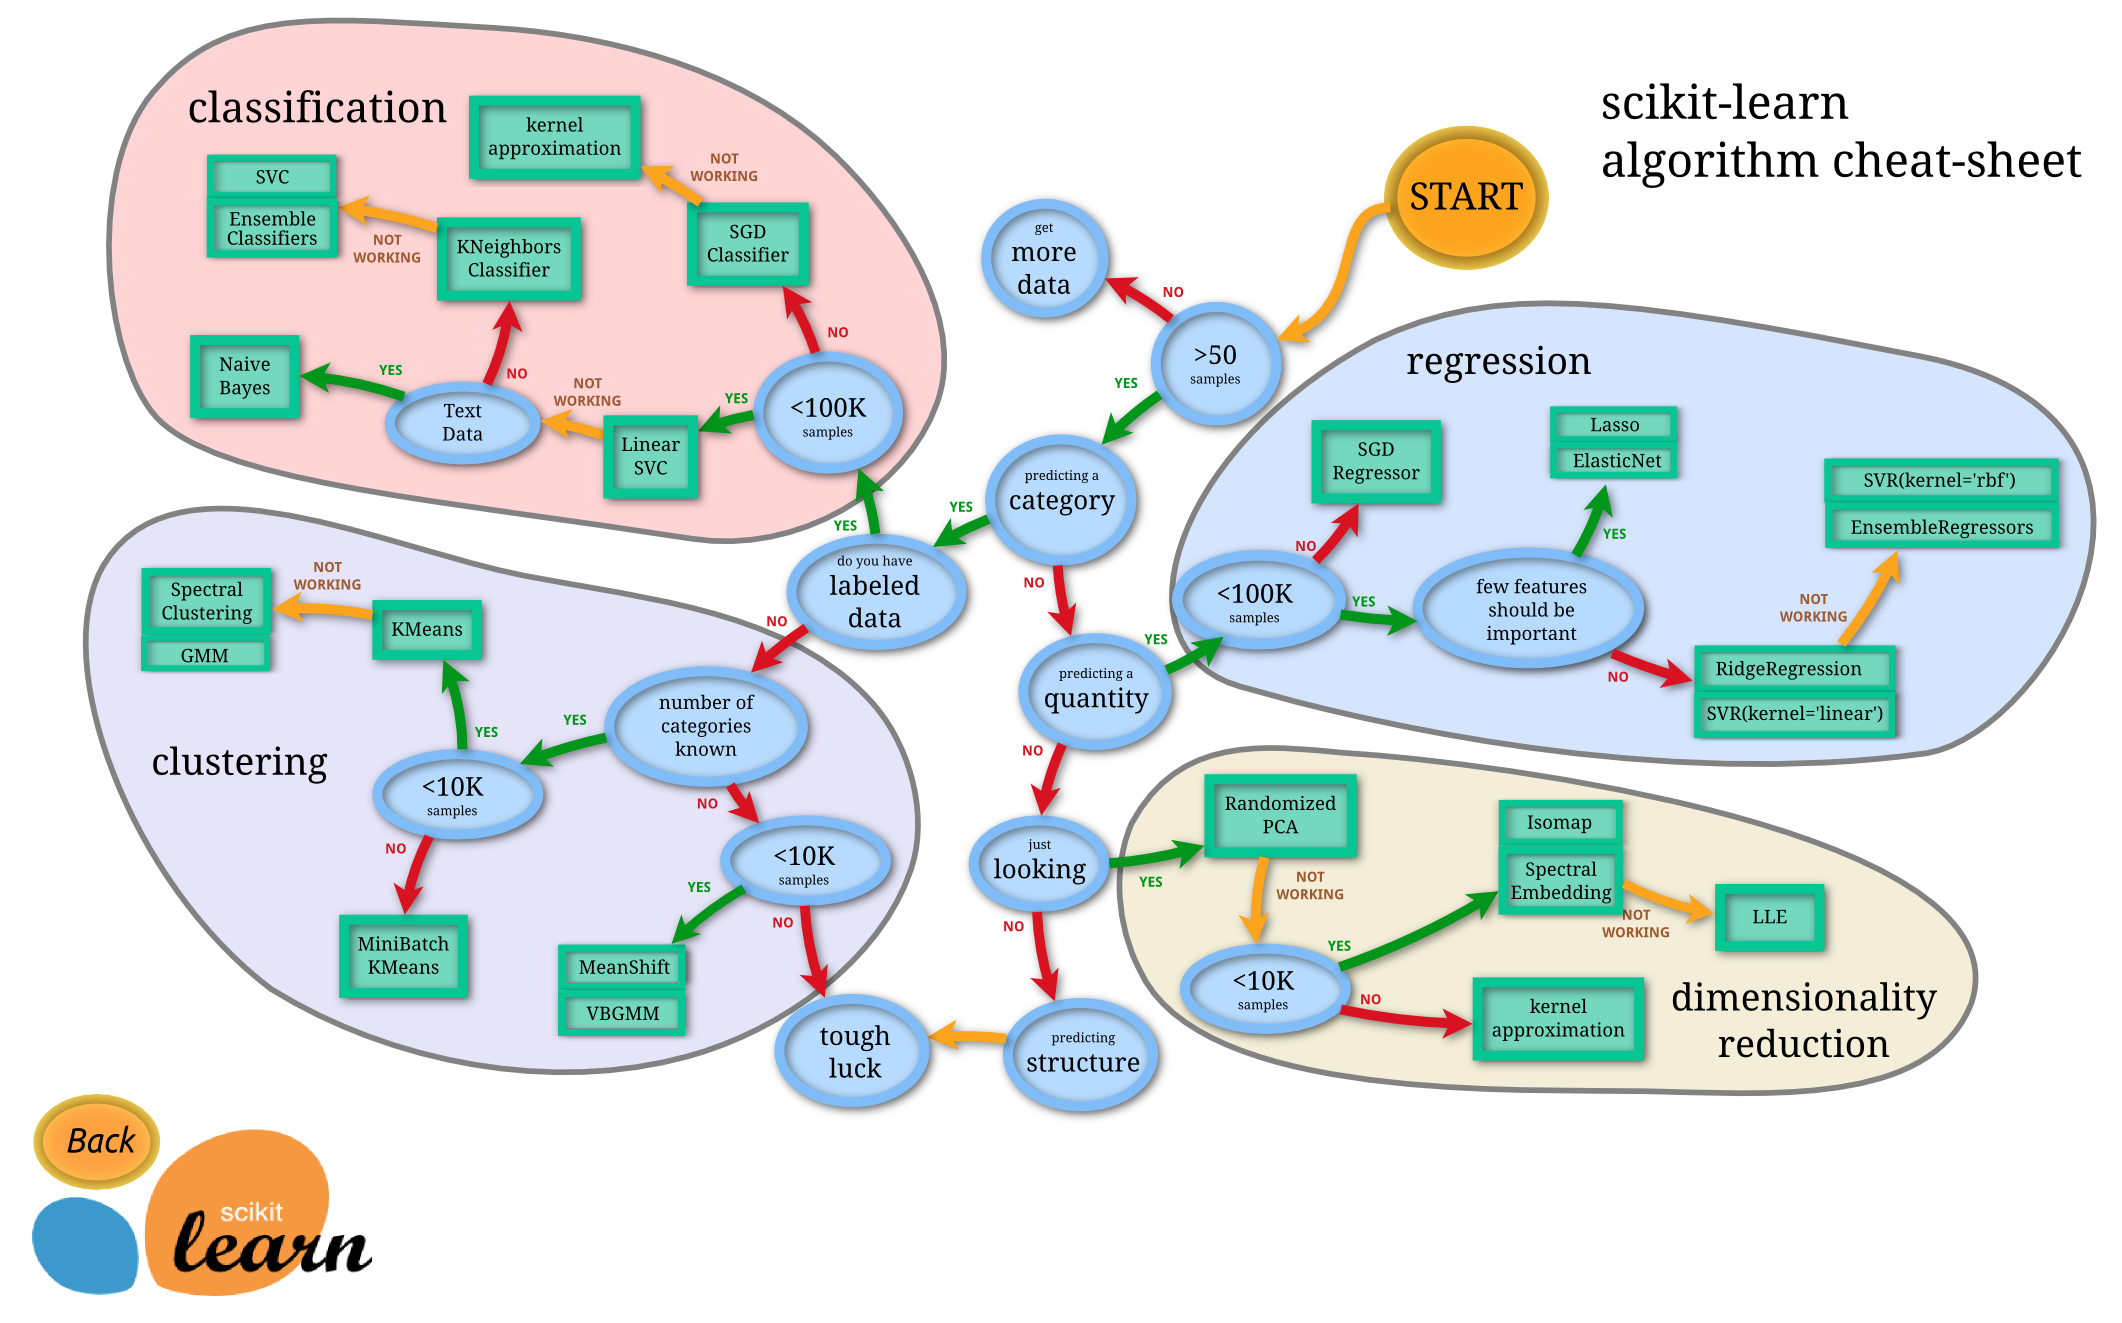 scikit-learn
algorithm cheat-sheet
START
get
more
data
NO
>50
samples
YES
predicting a
category
YES
NO
do you have
labeled
data
YES
NO
predicting a
quantity
YES
NO
just
looking
YES
NO
predicting
structure
tough
luck
classification
kernel
approximation
NOT
WORKING
SVC
Ensemble
Classifiers
NOT
WORKING
KNeighbors
Classifier
SGD
Classifier
NO
Naive
Bayes
YES
NO
Text
Data
NOT
WORKING
Linear
SVC
YES
<100K
samples
regression
SGD
Regressor
NO
<100K
samples
YES
Lasso
ElasticNet
YES
few features
should be
important
NO
SVR(kernel='rbf')
EnsembleRegressors
NOT
WORKING
RidgeRegression
SVR(kernel='linear')
clustering
Spectral
Clustering
GMM
NOT
WORKING
KMeans
YES
<10K
samples
NO
MiniBatch
KMeans
number of
categories
known
YES
NO
<10K
samples
YES
NO
MeanShift
VBGMM
dimensionality
reduction
Randomized
PCA
NOT
WORKING
<10K
samples
YES
NO
Isomap
Spectral
Embedding
NOT
WORKING
LLE
kernel
approximation
Back
scikit
learn